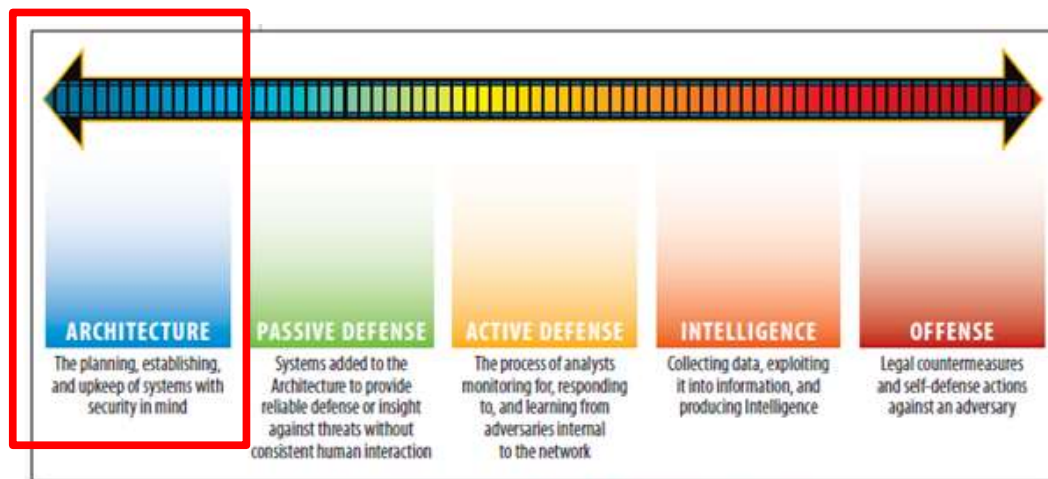 ARCHITECTURE
The planning, establishing,
and upkeep of systems with
security in mind
PASSIVE DEFENSE
Systems added to the
Architecture to provide
reliable defense or insight
against threats without
consistent human interaction
ACTIVE DEFENSE
The process of analysts
monitoring for, responding
to, and learning from
adversaries internal
to the network
INTELLIGENCE
Collecting data, exploiting
it into information, and
producing Intelligence
OFFENSE
Legal countermeasures
and self-defense actions
against an adversary